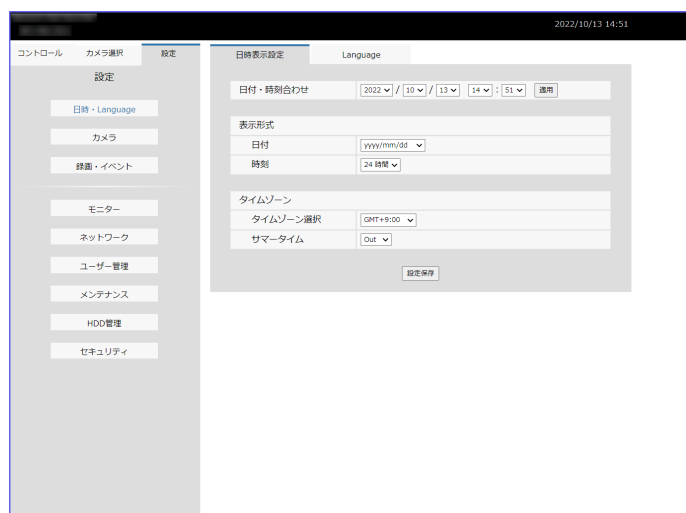 2022/10/13 14:51
コントロール カメラ選択 設定
設定
日時・Language
カメラ
録画・イベント
モニター
ネットワーク
ユーザー管理
メンテナンス
HDD管理
セキュリティ
日時表示設定 Language
日付・時刻合わせ 2022 / 10 / 13 14 : 51 適用
表示形式
日付 yyyy/mm/dd
時刻 24 時間
タイムゾーン
タイムゾーン選択 GMT+9:00
サマータイム Out
設定保存